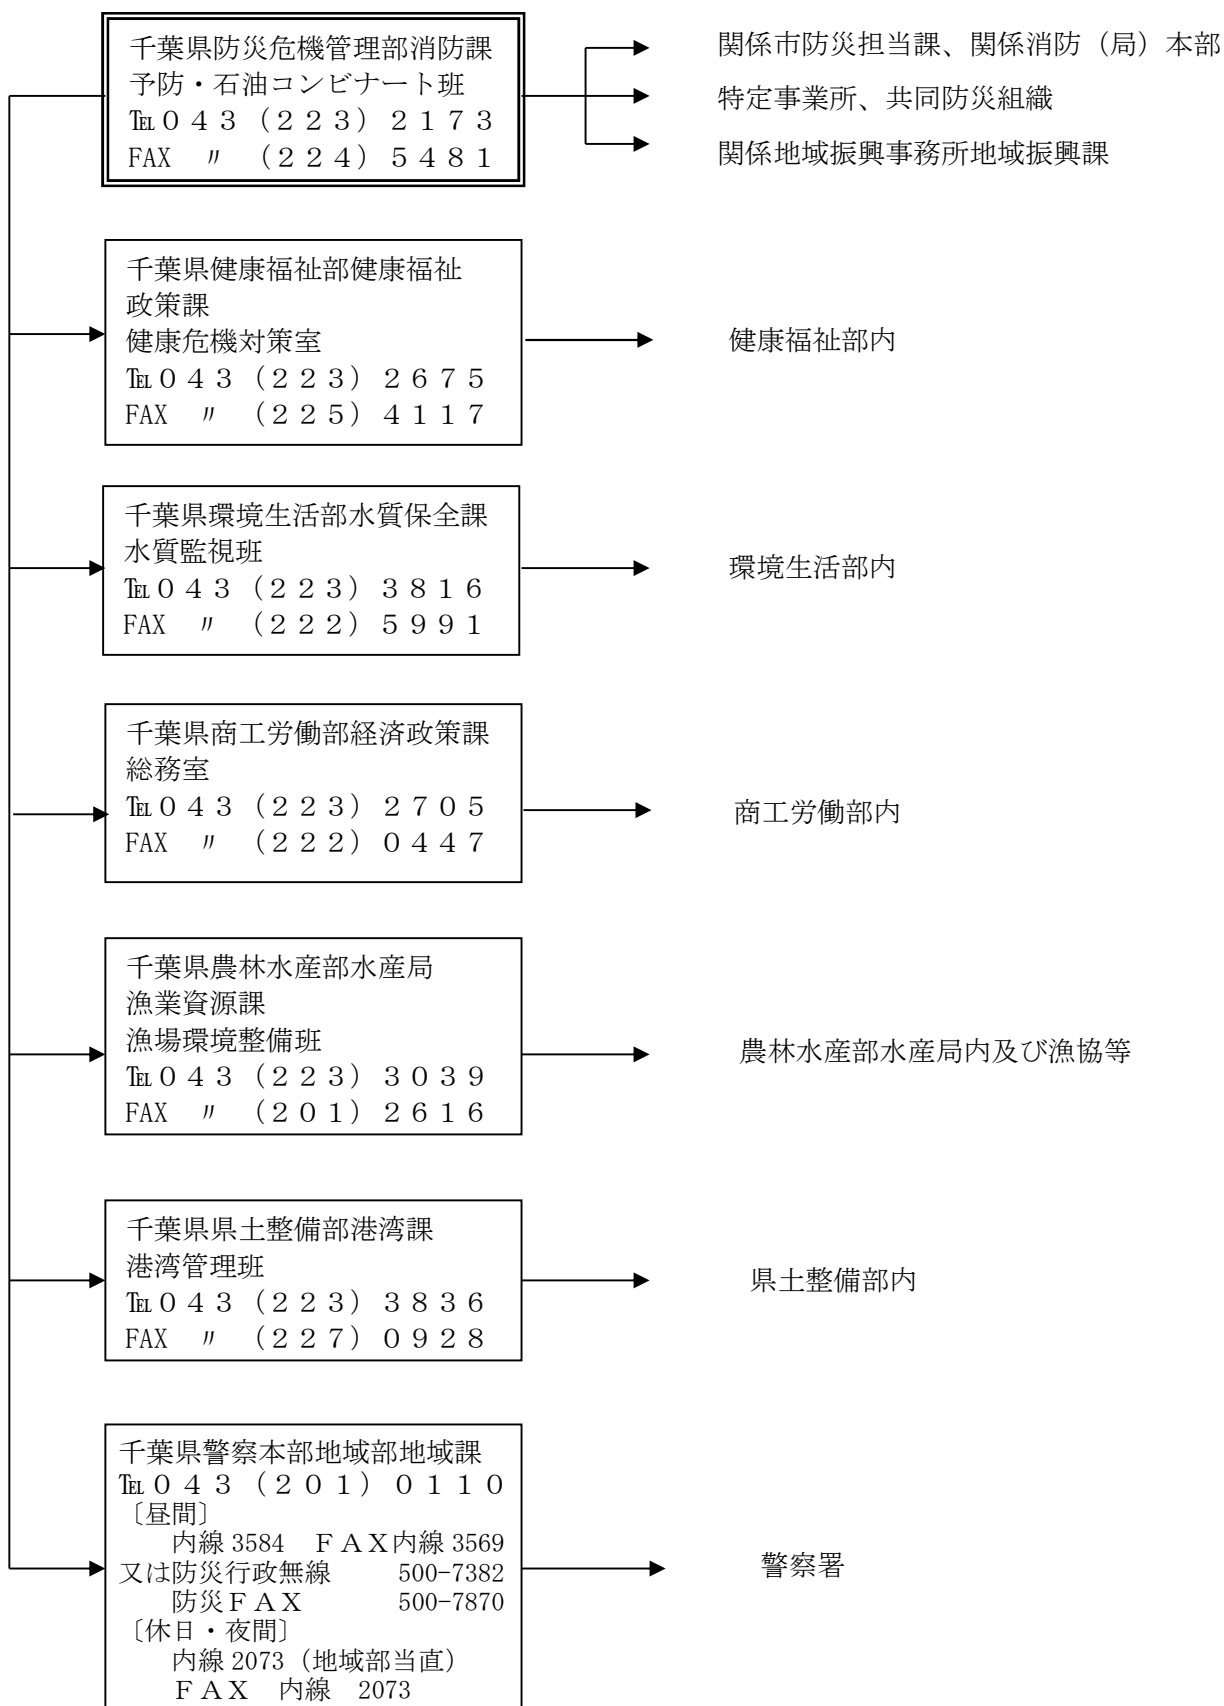 千葉県防災危機管理部消防課
予防・石油コンビナート班
℡０４３（２２３）２１７３
FAX　〃　（２２４）５４８１
関係市防災担当課、関係消防（局）本部
特定事業所、共同防災組織
関係地域振興事務所地域振興課
千葉県健康福祉部健康福祉
政策課
健康危機対策室
℡０４３（２２３）２６７５
FAX　〃　（２２５）４１１７
健康福祉部内
千葉県環境生活部水質保全課
水質監視班
℡０４３（２２３）３８１６
FAX　〃　（２２２）５９９１
環境生活部内
千葉県商工労働部経済政策課
総務室
℡０４３（２２３）２７０５
FAX　〃　（２２２）０４４７
商工労働部内
千葉県農林水産部水産局
漁業資源課
漁場環境整備班
℡０４３（２２３）３０３９
FAX　〃　（２０１）２６１６
農林水産部水産局内及び漁協等
千葉県県土整備部港湾課
港湾管理班
℡０４３（２２３）３８３６
FAX　〃　（２２７）０９２８
県土整備部内
千葉県警察本部地域部地域課
℡０４３（２０１）０１１０
〔昼間〕
内線 3584　ＦＡＸ内線 3569
又は防災行政無線　500-7382
防災ＦＡＸ　500-7870
〔休日・夜間〕
内線 2073（地域部当直）
ＦＡＸ　内線　2073
警察署